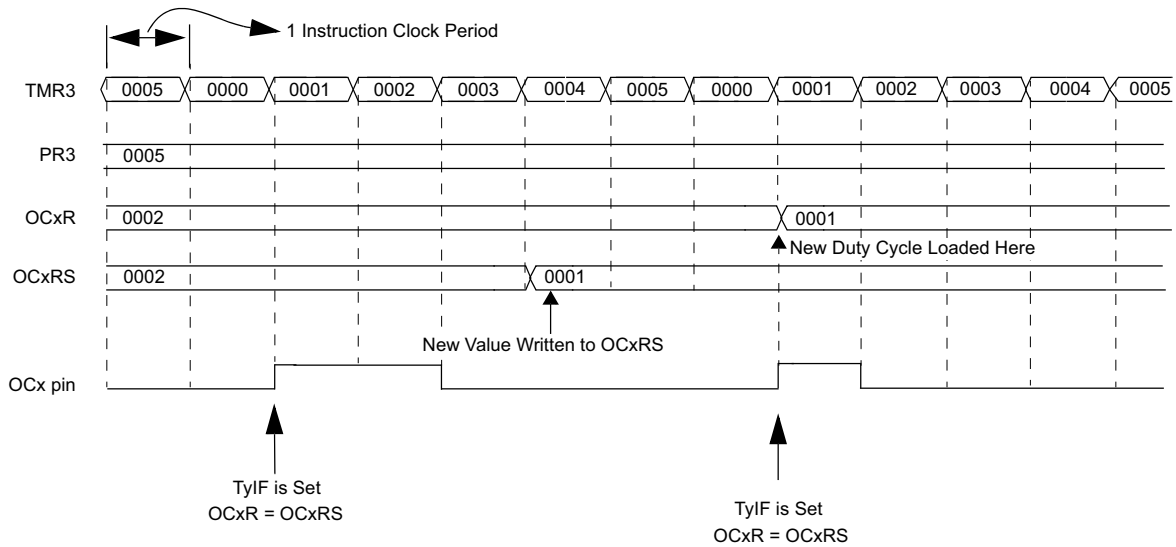 1 Instruction Clock Period
TMR3 0005 0000 0001 0002 0003 0004 0005 0000 0001 0002 0003 0004 0005
PR3 0005
OCxR 0002 0001
New Duty Cycle Loaded Here
OCxRS 0002 0001
New Value Written to OCxRS
OCx pin
TyIF is Set
OCxR = OCxRS
TyIF is Set
OCxR = OCxRS